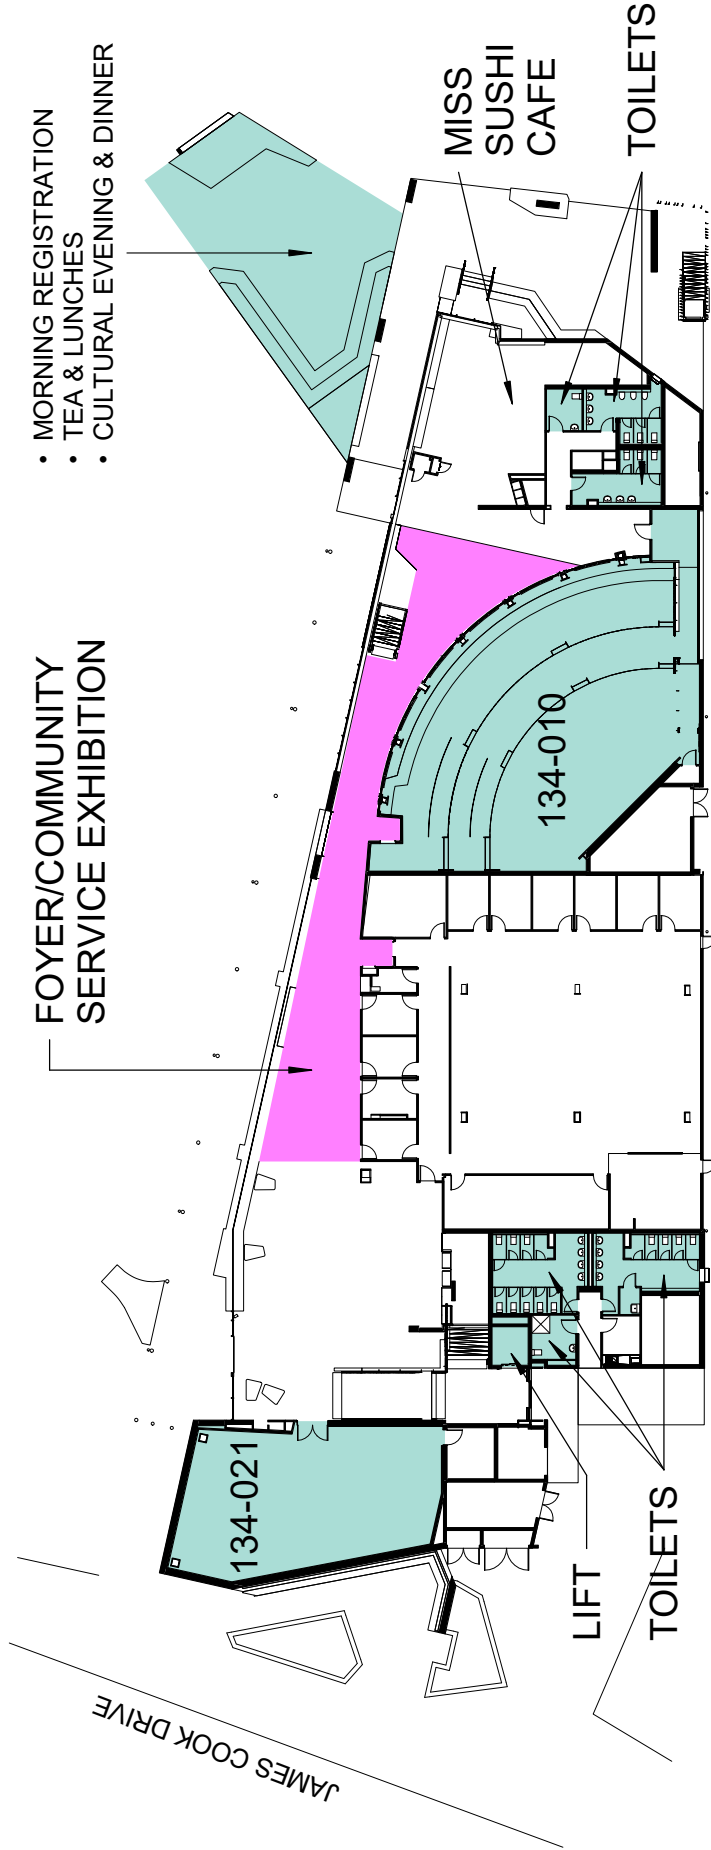 • MORNING REGISTRATION
• TEA & LUNCHES
• CULTURAL EVENING & DINNER
FOYER/COMMUNITY
SERVICE EXHIBITION
MISS
SUSHI
CAFE
TOILETS
134-010
134-021
LIFT
TOILETS
JAMES COOK DRIVE